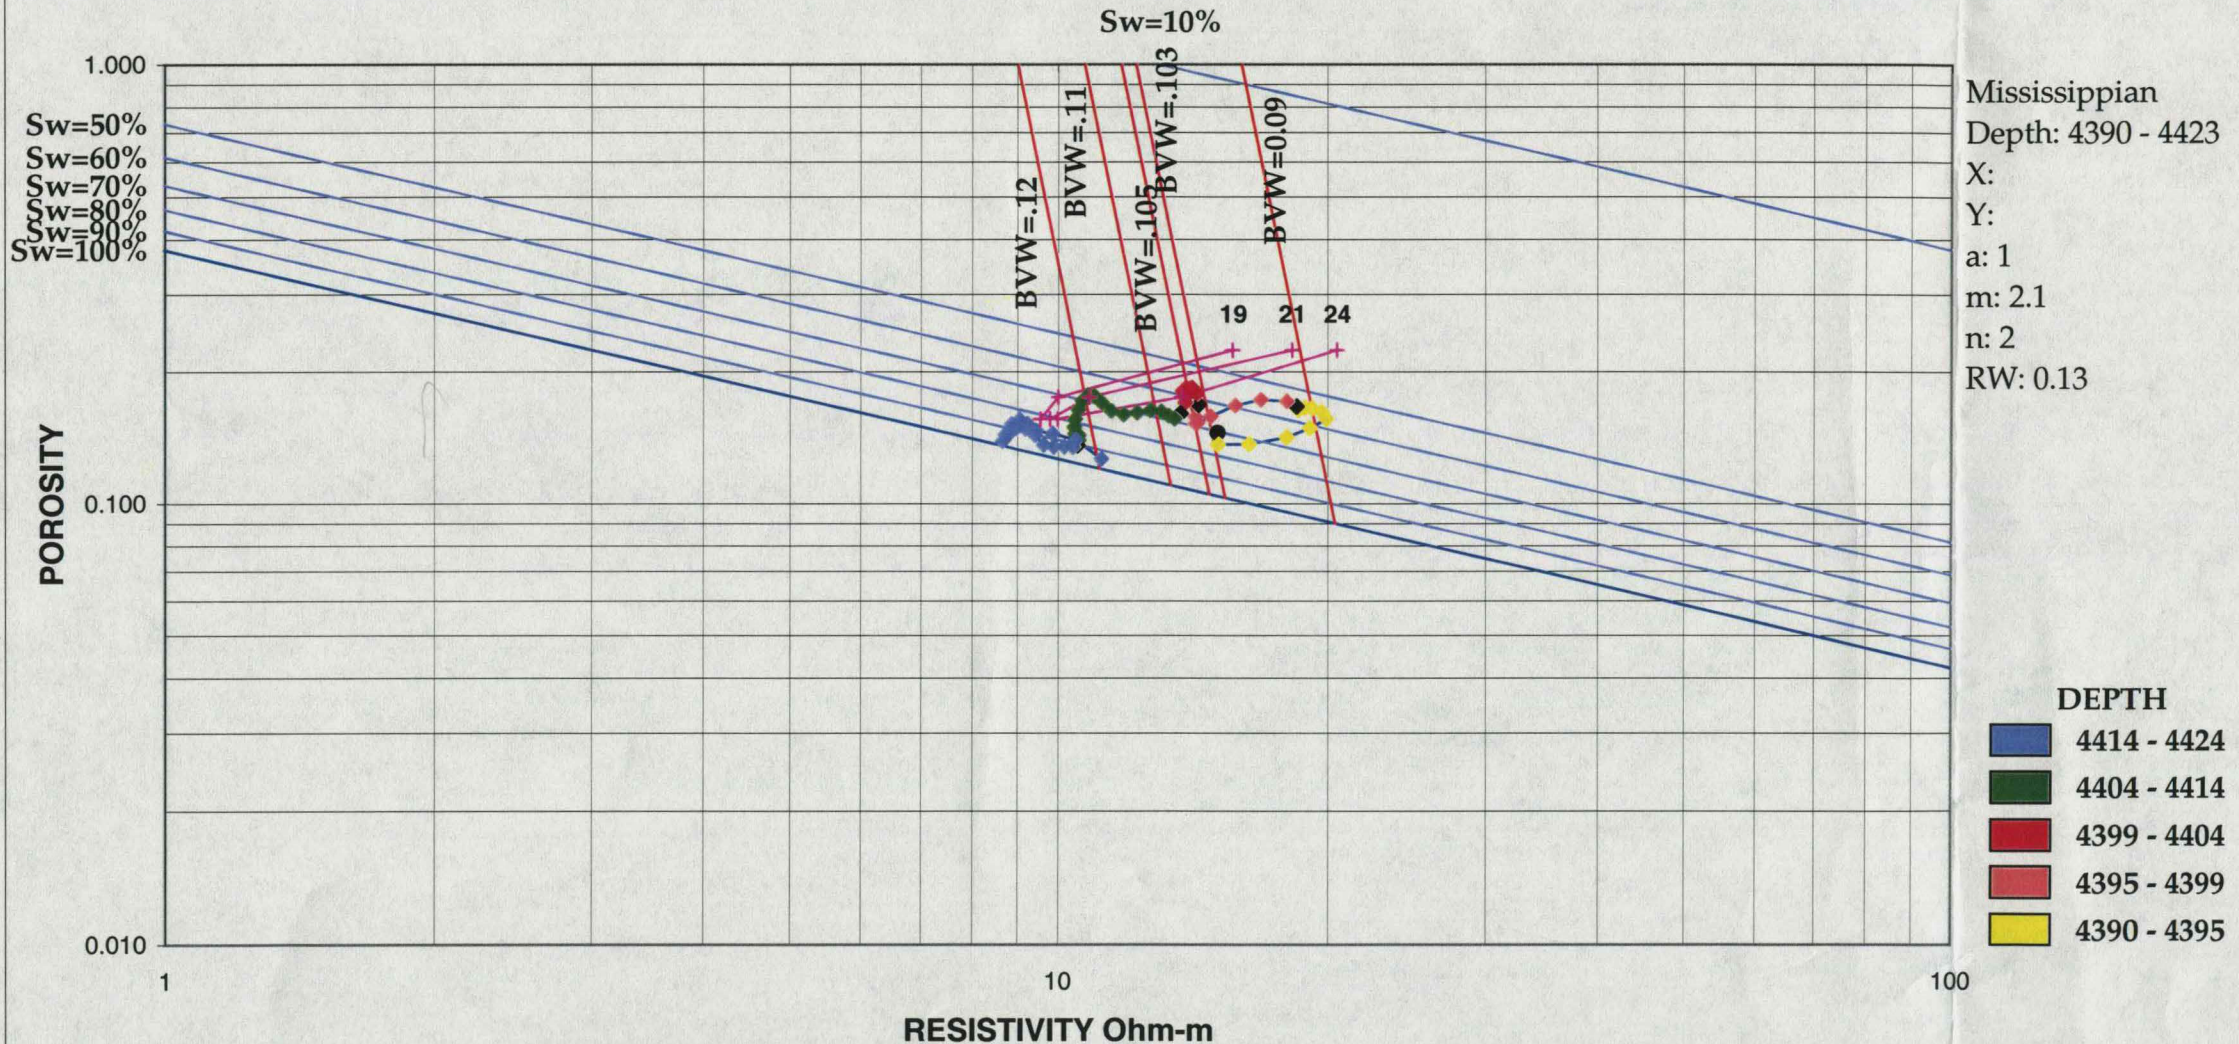 Sw=10%
1.000
Sw=50%
Sw=60%
Sw=70%
Sw=80%
Sw=90%
Sw=100%
0.100
0.010
POROSITY
BVW=.12
BVW=.11
BVW=.105
BVW=.103
BVW=0.09
19 21 24
1 10 100
RESISTIVITY Ohm-m
Mississippian
Depth: 4390 - 4423
X:
Y:
a: 1
m: 2.1
n: 2
RW: 0.13
DEPTH
4414 - 4424
4404 - 4414
4399 - 4404
4395 - 4399
4390 - 4395